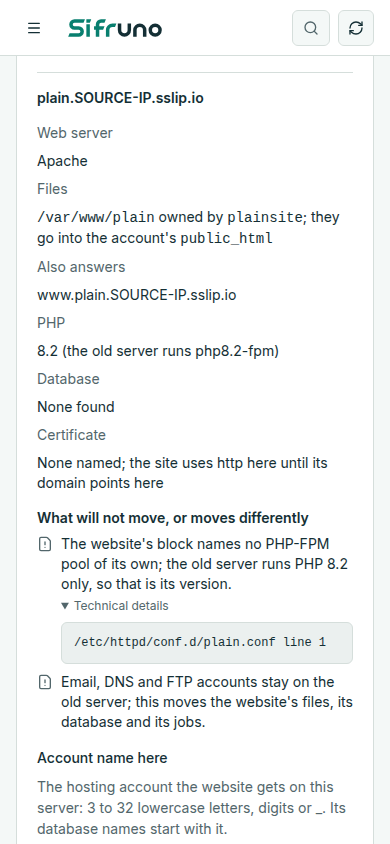 Sifruno
plain.SOURCE-IP.sslip.io
Web server
Apache
Files
/var/www/plain owned by plainsite; they
go into the account's public_html
Also answers
www.plain.SOURCE-IP.sslip.io
PHP
8.2 (the old server runs php8.2-fpm)
Database
None found
Certificate
None named; the site uses http here until its
domain points here
What will not move, or moves differently
The website's block names no PHP-FPM
pool of its own; the old server runs PHP 8.2
only, so that is its version.
▼ Technical details
/etc/httpd/conf.d/plain.conf line 1
Email, DNS and FTP accounts stay on the
old server; this moves the website's files, its
database and its jobs.
Account name here
The hosting account the website gets on this
server: 3 to 32 lowercase letters, digits or _. Its
database names start with it.